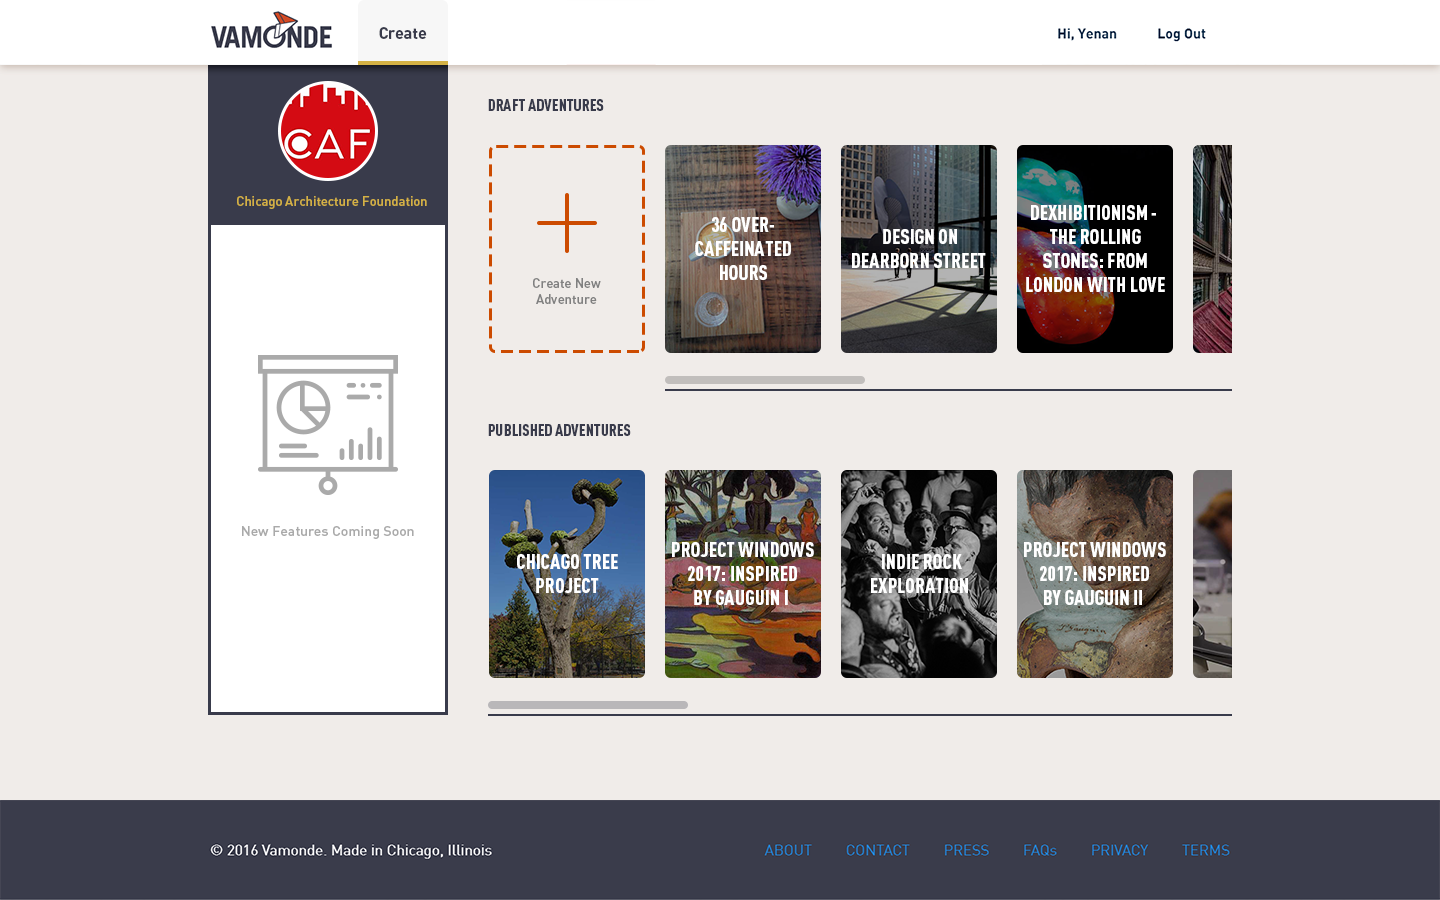 VAMONDE
Create
Hi, Yenan
Log Out
CAF
Chicago Architecture Foundation
New Features Coming Soon
DRAFT ADVENTURES
Create New
Adventure
36 OVER-
CAFFEINATED
HOURS
DESIGN ON
DEARBORN STREET
DEXHIBITIONISM -
THE ROLLING
STONES: FROM
LONDON WITH LOVE
PUBLISHED ADVENTURES
CHICAGO TREE
PROJECT
PROJECT WINDOWS
2017: INSPIRED
BY GAUGUIN I
INDIE ROCK
EXPLORATION
PROJECT WINDOWS
2017: INSPIRED
BY GAUGUIN II
© 2016 Vamonde. Made in Chicago, Illinois
ABOUT
CONTACT
PRESS
FAQs
PRIVACY
TERMS